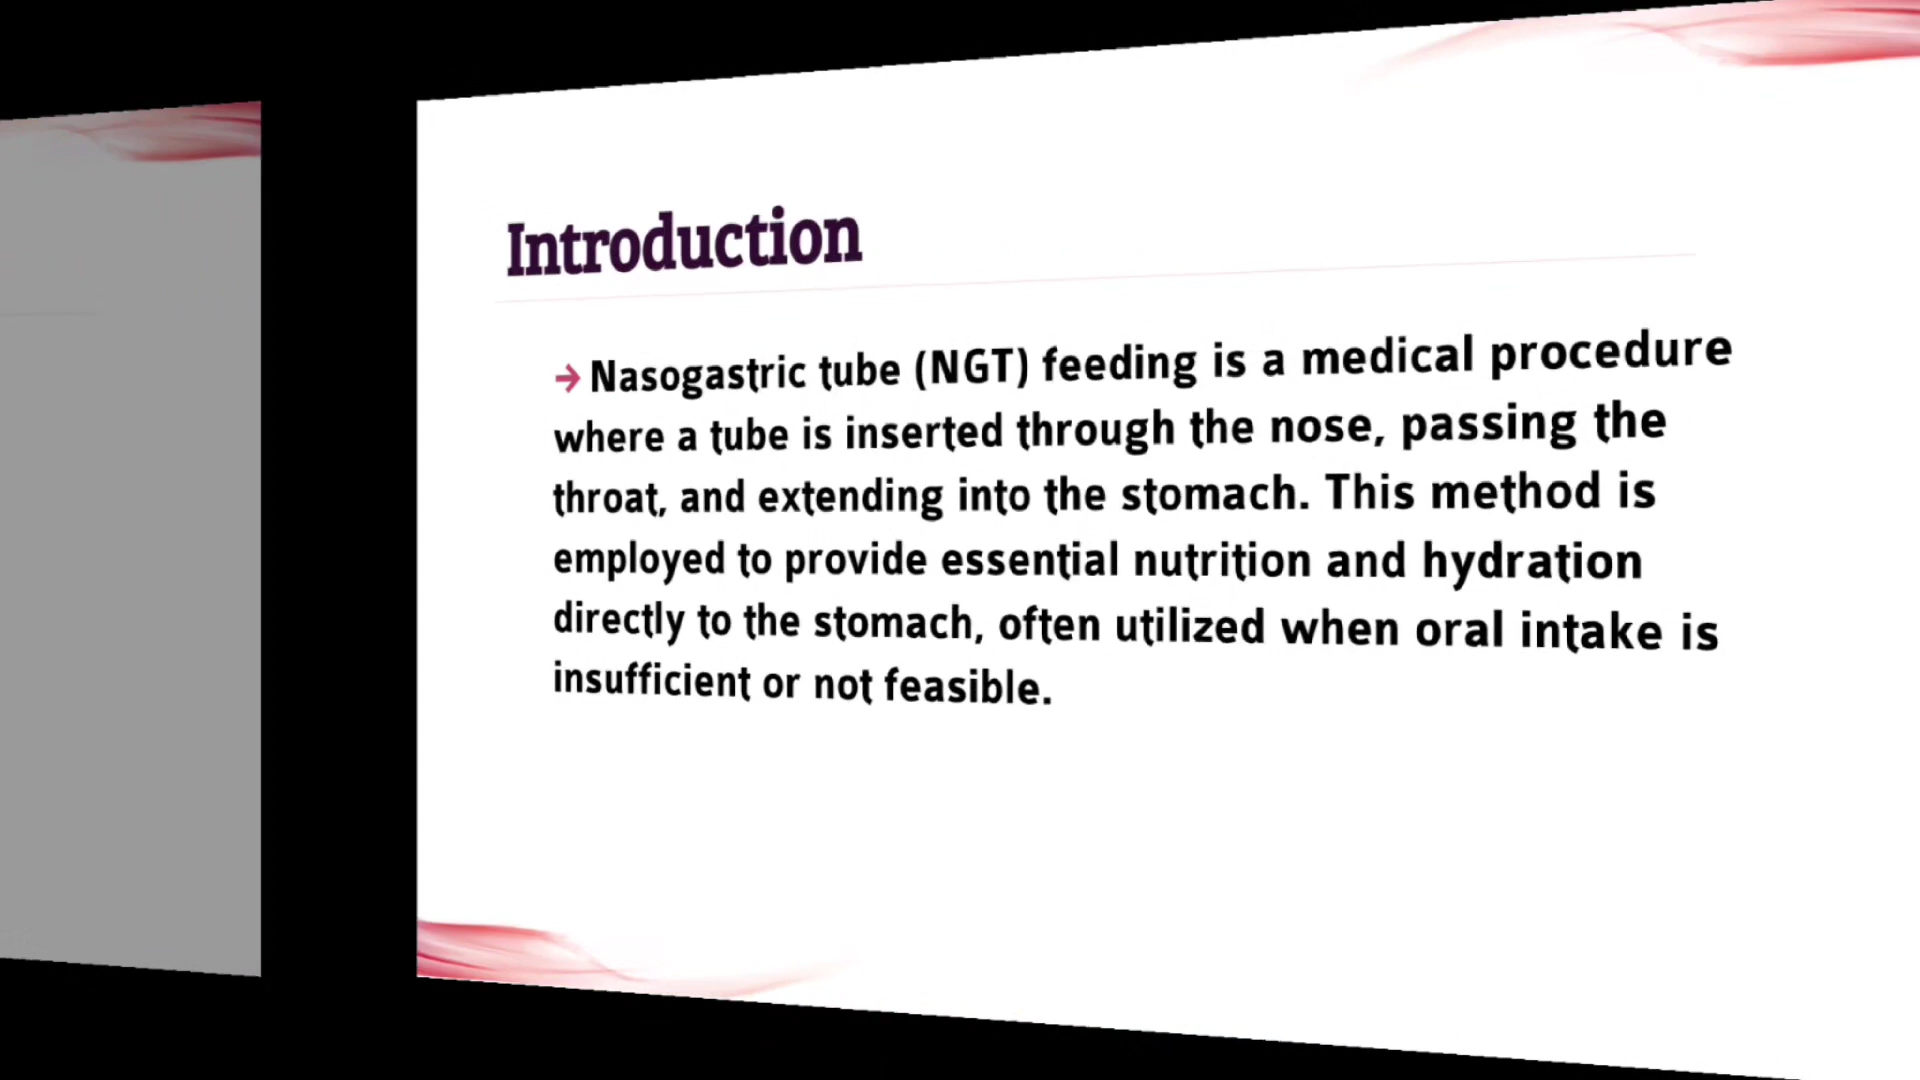 Introduction
→ Nasogastric tube (NGT) feeding is a medical procedure
where a tube is inserted through the nose, passing the
throat, and extending into the stomach. This method is
employed to provide essential nutrition and hydration
directly to the stomach, often utilized when oral intake is
insufficient or not feasible.